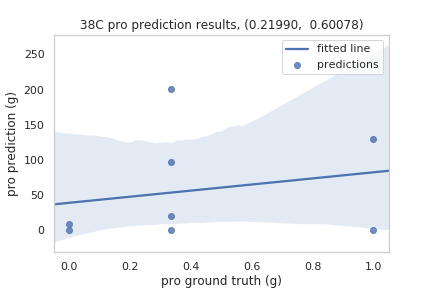 38C pro prediction results, (0.21990,  0.60078)
fitted line
predictions
pro prediction (g)
250
200
150
100
50
0
0.0 0.2 0.4 0.6 0.8 1.0
pro ground truth (g)